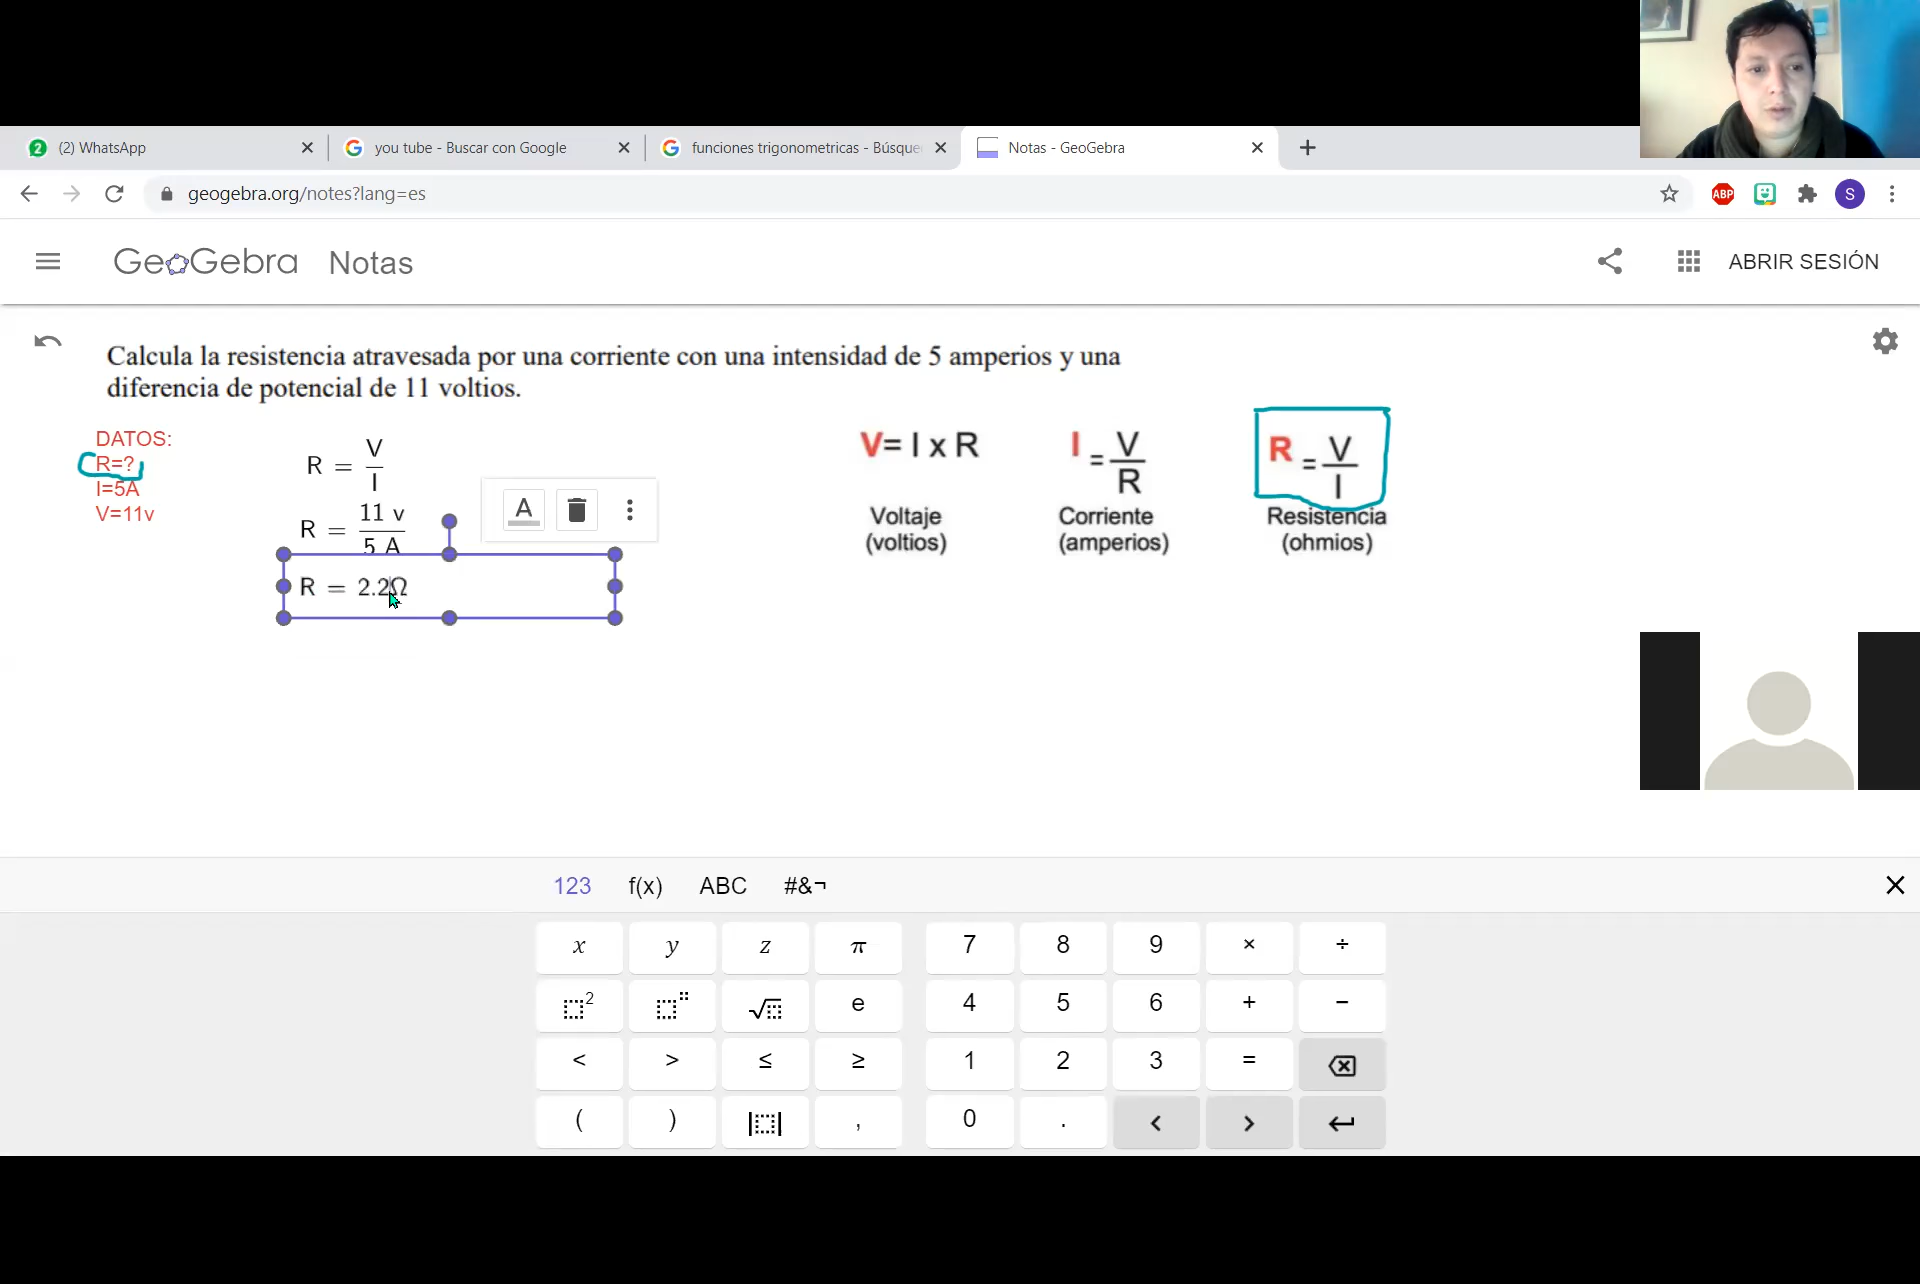 2 (2) WhatsApp
you tube - Buscar con Google
funciones trigonometricas - Búsque
Notas - GeoGebra
geogebra.org/notes?lang=es
ABP
S
GeoGebra Notas
ABRIR SESIÓN
Calcula la resistencia atravesada por una corriente con una intensidad de 5 amperios y una
diferencia de potencial de 11 voltios.
DATOS:
R=?
I=5A
V=11v
R = V/I
R = 11 v/5 A
R = 2.2Ω
A
V= I x R
Voltaje
(voltios)
I = V/R
Corriente
(amperios)
R = V/I
Resistencia
(ohmios)
123 f(x) ABC #&¬
x y z π 7 8 9 × ÷
2 √ e 4 5 6 + −
< > ≤ ≥ 1 2 3 =
( ) | | , 0 . < >